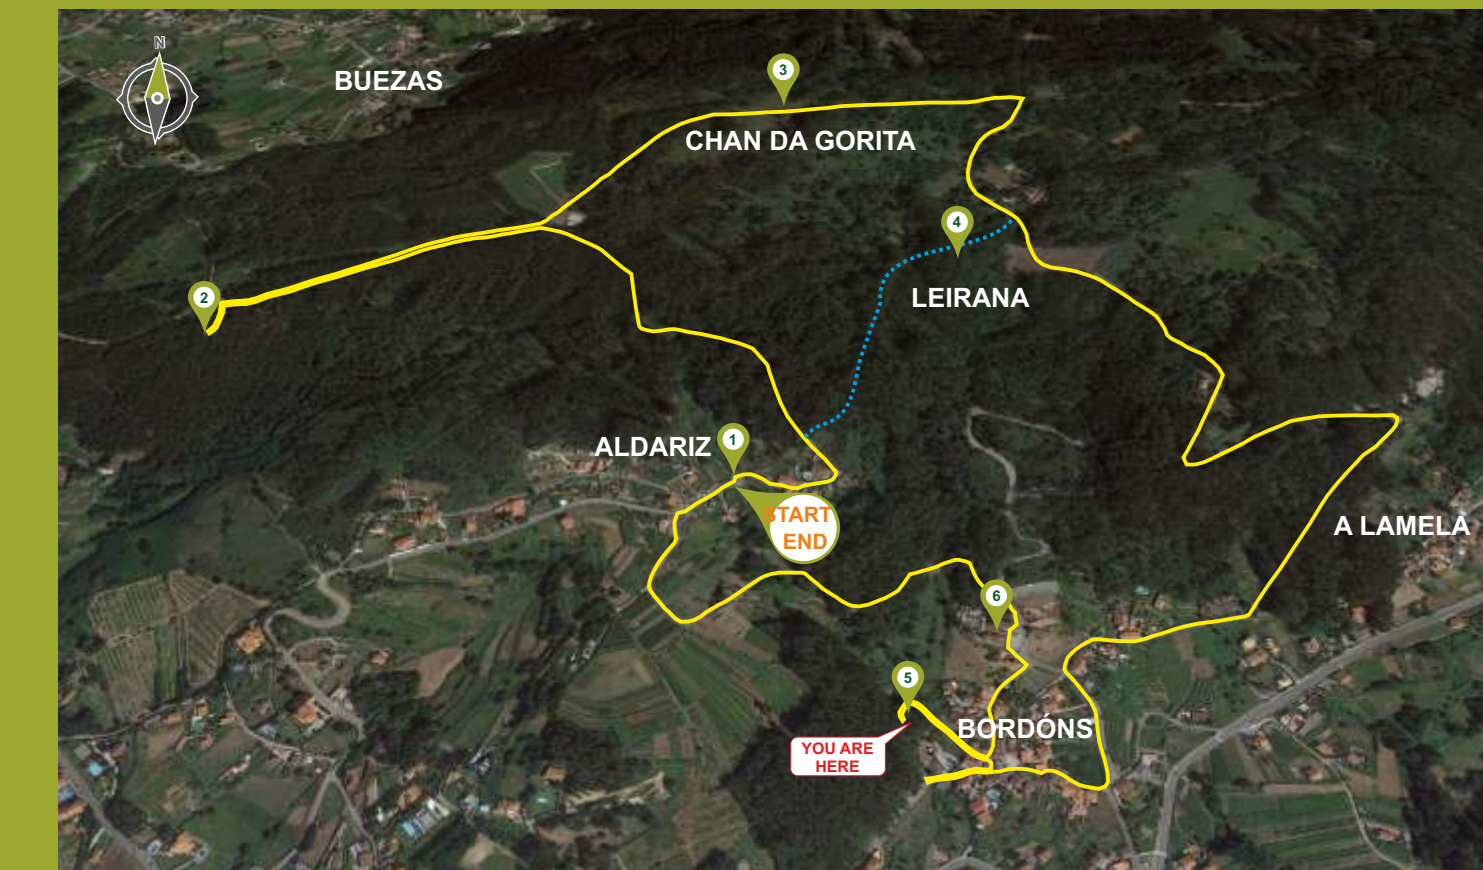 N
BUEZAS
3
CHAN DA GORITA
4
2
LEIRANA
ALDARIZ
1
START
END
A LAMELA
6
5
BORDÓNS
YOU ARE
HERE